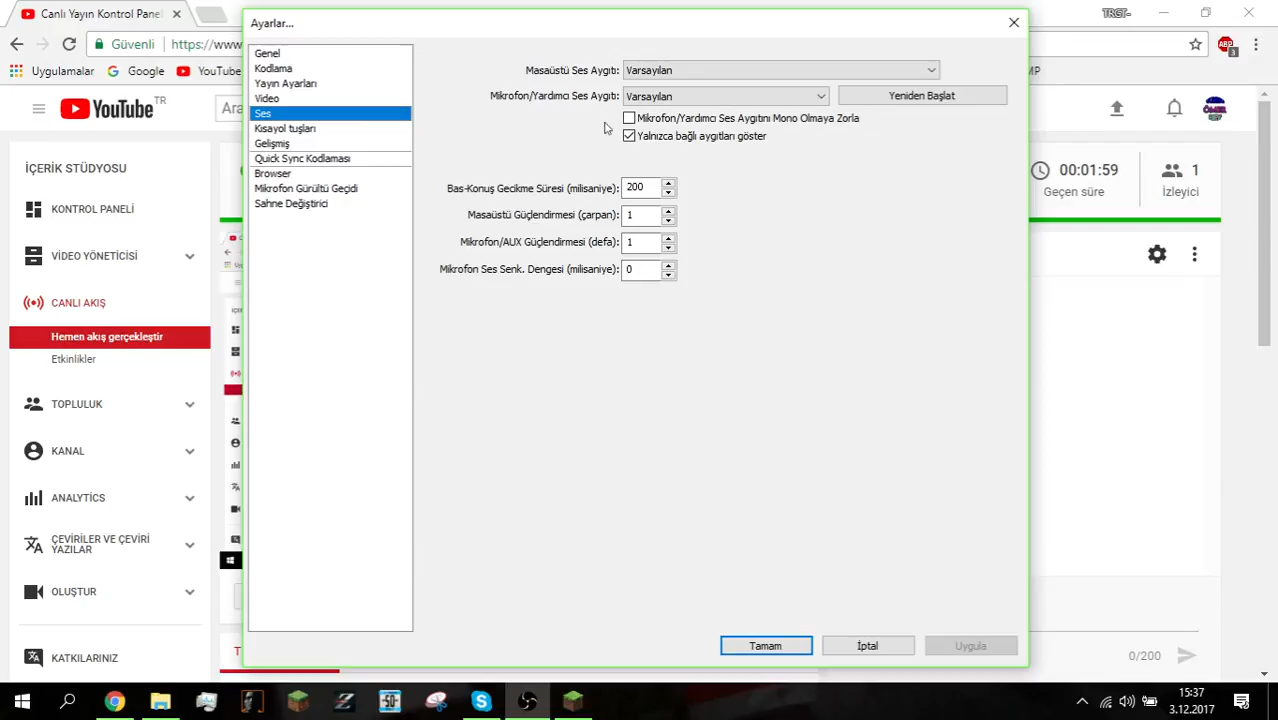 Canlı Yayın Kontrol Panel
TRGT-
Güvenli
https://www
Uygulamalar
Google
YouTube
MP
YouTube TR
Ara
İÇERİK STÜDYOSU
KONTROL PANELİ
VİDEO YÖNETİCİSİ
CANLI AKIŞ
Hemen akış gerçekleştir
Etkinlikler
TOPLULUK
KANAL
ANALYTICS
ÇEVİRİLER VE ÇEVİRİ
YAZILAR
OLUŞTUR
KATKILARINIZ
Ayarlar...
Genel
Kodlama
Yayın Ayarları
Video
Ses
Kısayol tuşları
Gelişmiş
Quick Sync Kodlaması
Browser
Mikrofon Gürültü Geçidi
Sahne Değiştirici
Masaüstü Ses Aygıtı: Varsayılan
Mikrofon/Yardımcı Ses Aygıtı: Varsayılan Yeniden Başlat
Mikrofon/Yardımcı Ses Aygıtını Mono Olmaya Zorla
Yalnızca bağlı aygıtları göster
Bas-Konuş Gecikme Süresi (milisaniye): 200
Masaüstü Güçlendirmesi (çarpan): 1
Mikrofon/AUX Güçlendirmesi (defa): 1
Mikrofon Ses Senk. Dengesi (milisaniye): 0
Tamam
İptal
Uygula
00:01:59
Geçen süre
1
İzleyici
0/200
15:37
3.12.2017